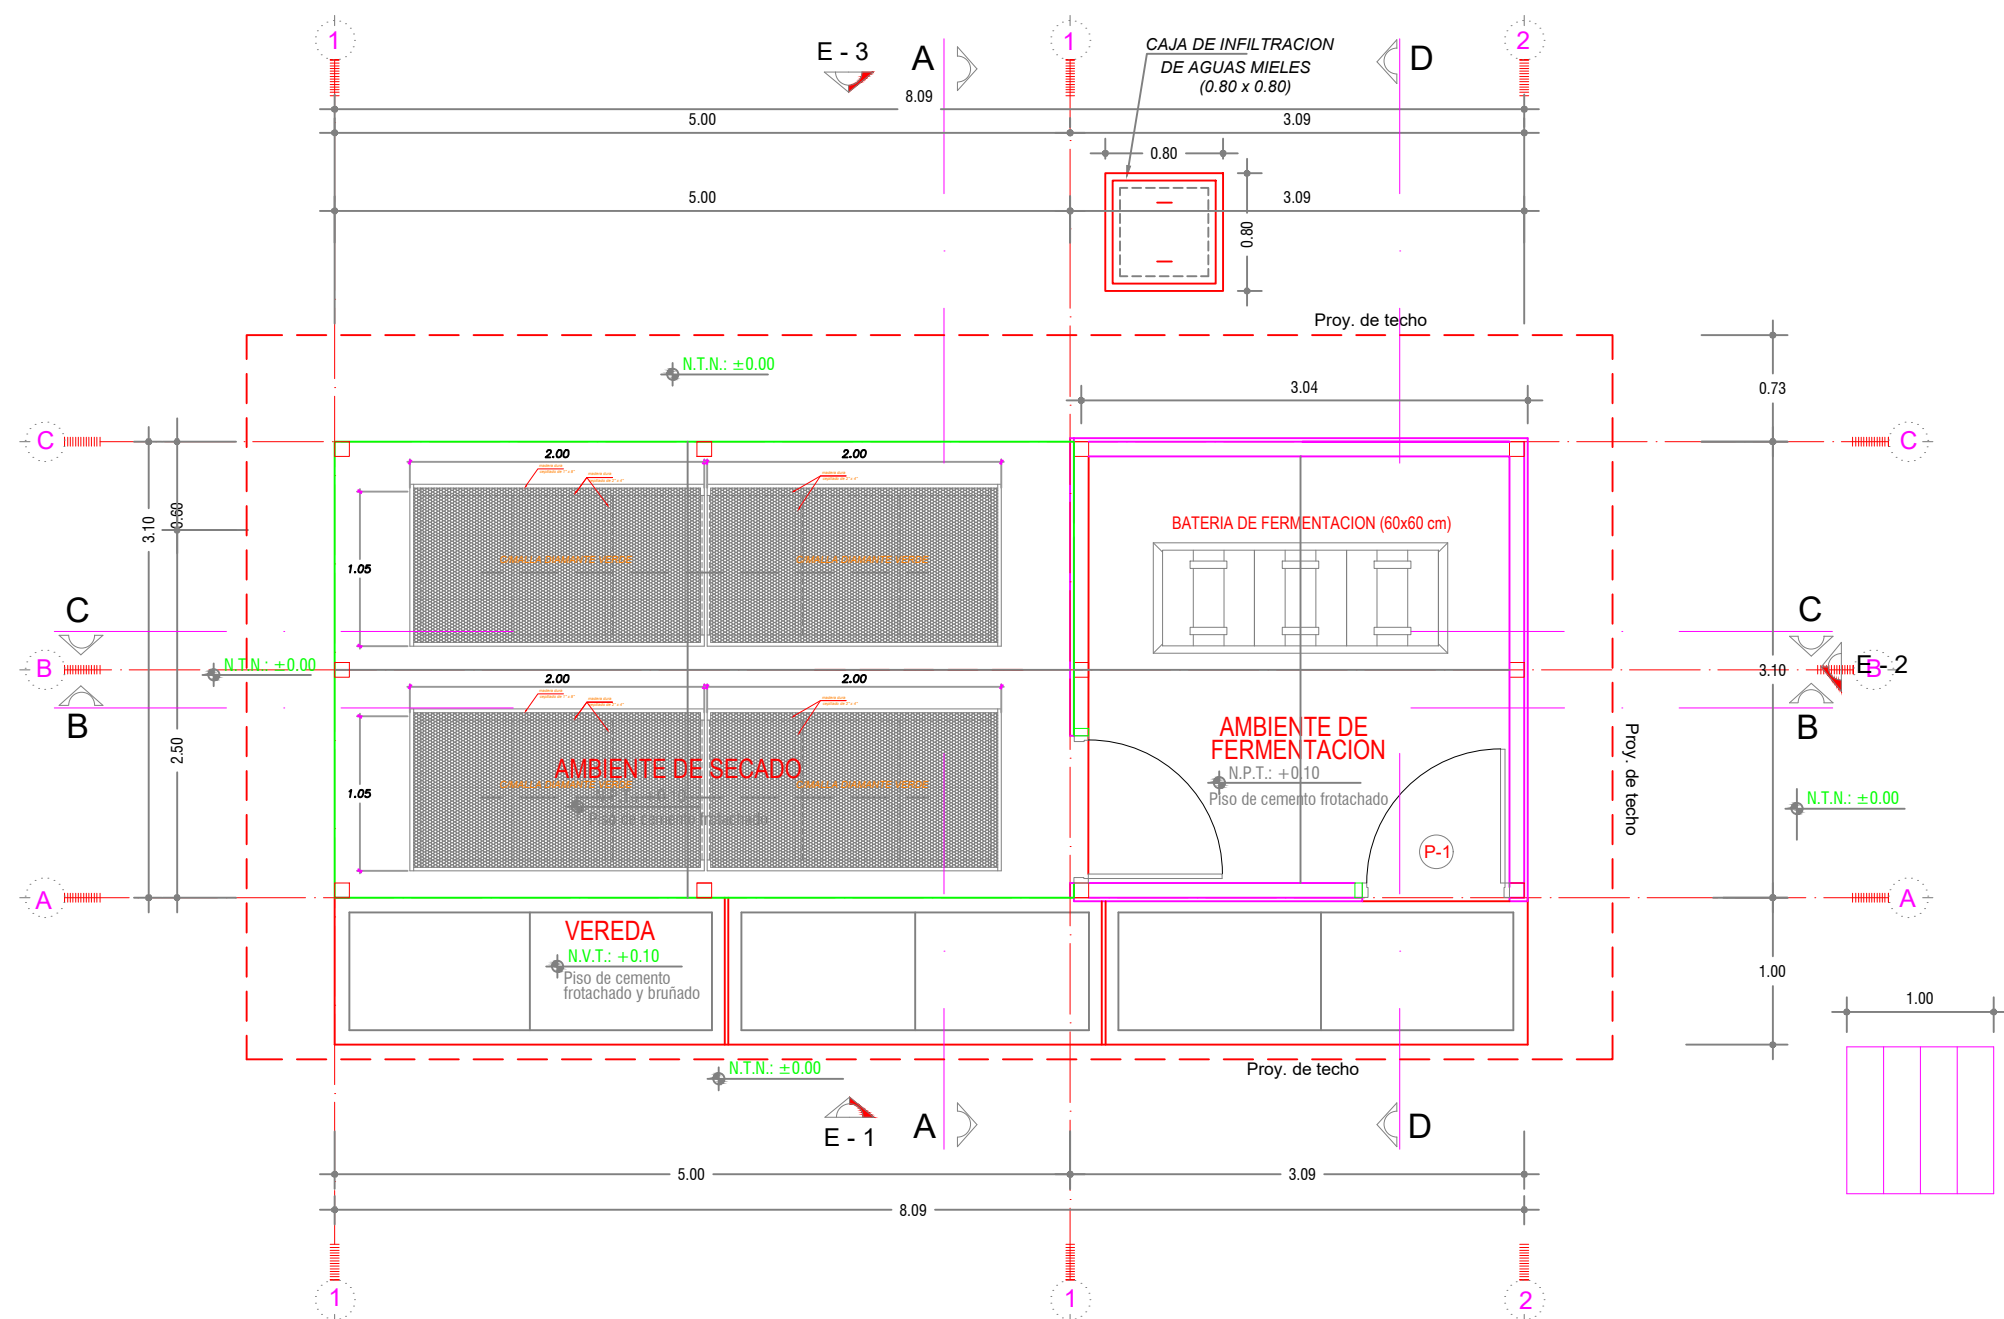 1
1
2
E - 3
A
CAJA DE INFILTRACION
DE AGUAS MIELES
(0.80 x 0.80)
D
8.09
5.00
3.09
0.80
5.00
3.09
0.80
Proy. de techo
N.T.N.: ±0.00
3.04
0.73
C
C
2.00
2.00
3.10
0.60
1.05
BATERIA DE FERMENTACION (60x60 cm)
C
C
N.T.N.: ±0.00
B
3.10
B
E - 2
2.00
2.00
B
B
2.50
AMBIENTE DE
FERMENTACION
N.P.T.: +0.10
Piso de cemento frotachado
Proy. de techo
AMBIENTE DE SECADO
1.05
Piso de cemento frotachado
N.T.N.: ±0.00
P-1
A
A
VEREDA
N.V.T.: +0.10
Piso de cemento
frotachado y bruñado
1.00
1.00
N.T.N.: ±0.00
Proy. de techo
E - 1
A
D
5.00
3.09
8.09
1
1
2